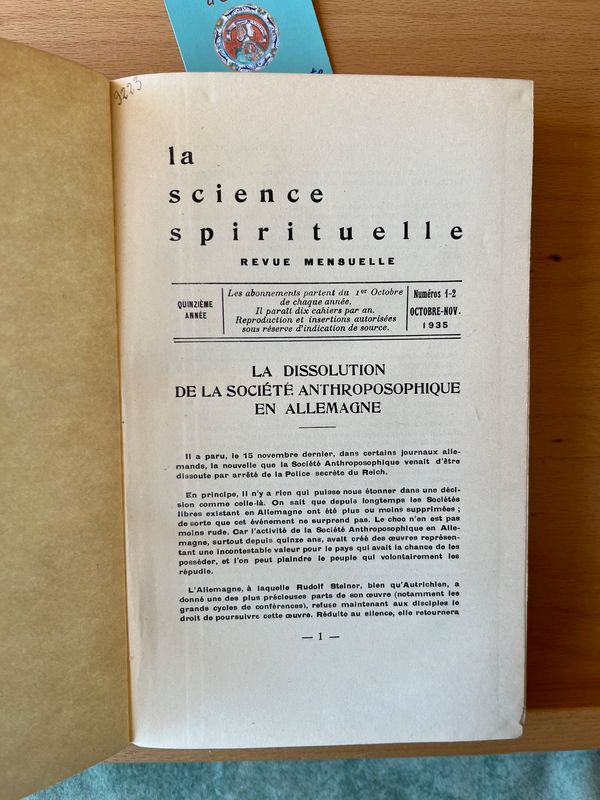 9223
la
science
spirituelle
REVUE MENSUELLE
QUINZIÈME
ANNÉE
Les abonnements partent du 1er Octobre
de chaque année.
Il paraît dix cahiers par an.
Reproduction et insertions autorisées
sous réserve d'indication de source.
Numéros 1-2
OCTOBRE-NOV.
1935
LA DISSOLUTION
DE LA SOCIÉTÉ ANTHROPOSOPHIQUE
EN ALLEMAGNE
Il a paru, le 15 novembre dernier, dans certains journaux alle-
mands, la nouvelle que la Société Anthroposophique venait d'être
dissoute par arrêté de la Police secrète du Reich.
En principe, il n'y a rien qui puisse nous étonner dans une déci-
sion comme celle-là. On sait que depuis longtemps les Sociétés
libres existant en Allemagne ont été plus ou moins supprimées ;
de sorte que cet événement ne surprend pas. Le choc n'en est pas
moins rude. Car l'activité de la Société Anthroposophique en Alle-
magne, surtout depuis quinze ans, avait créé des œuvres représen-
tant une incontestable valeur pour le pays qui avait la chance de les
posséder, et l'on peut plaindre le peuple qui volontairement les
répudie.
L'Allemagne, à laquelle Rudolf Steiner, bien qu'Autrichien, a
donné une des plus précieuses parts de son œuvre (notamment les
grands cycles de conférences), refuse maintenant aux disciples le
droit de poursuivre cette œuvre. Réduite au silence, elle retournera
— 1 —